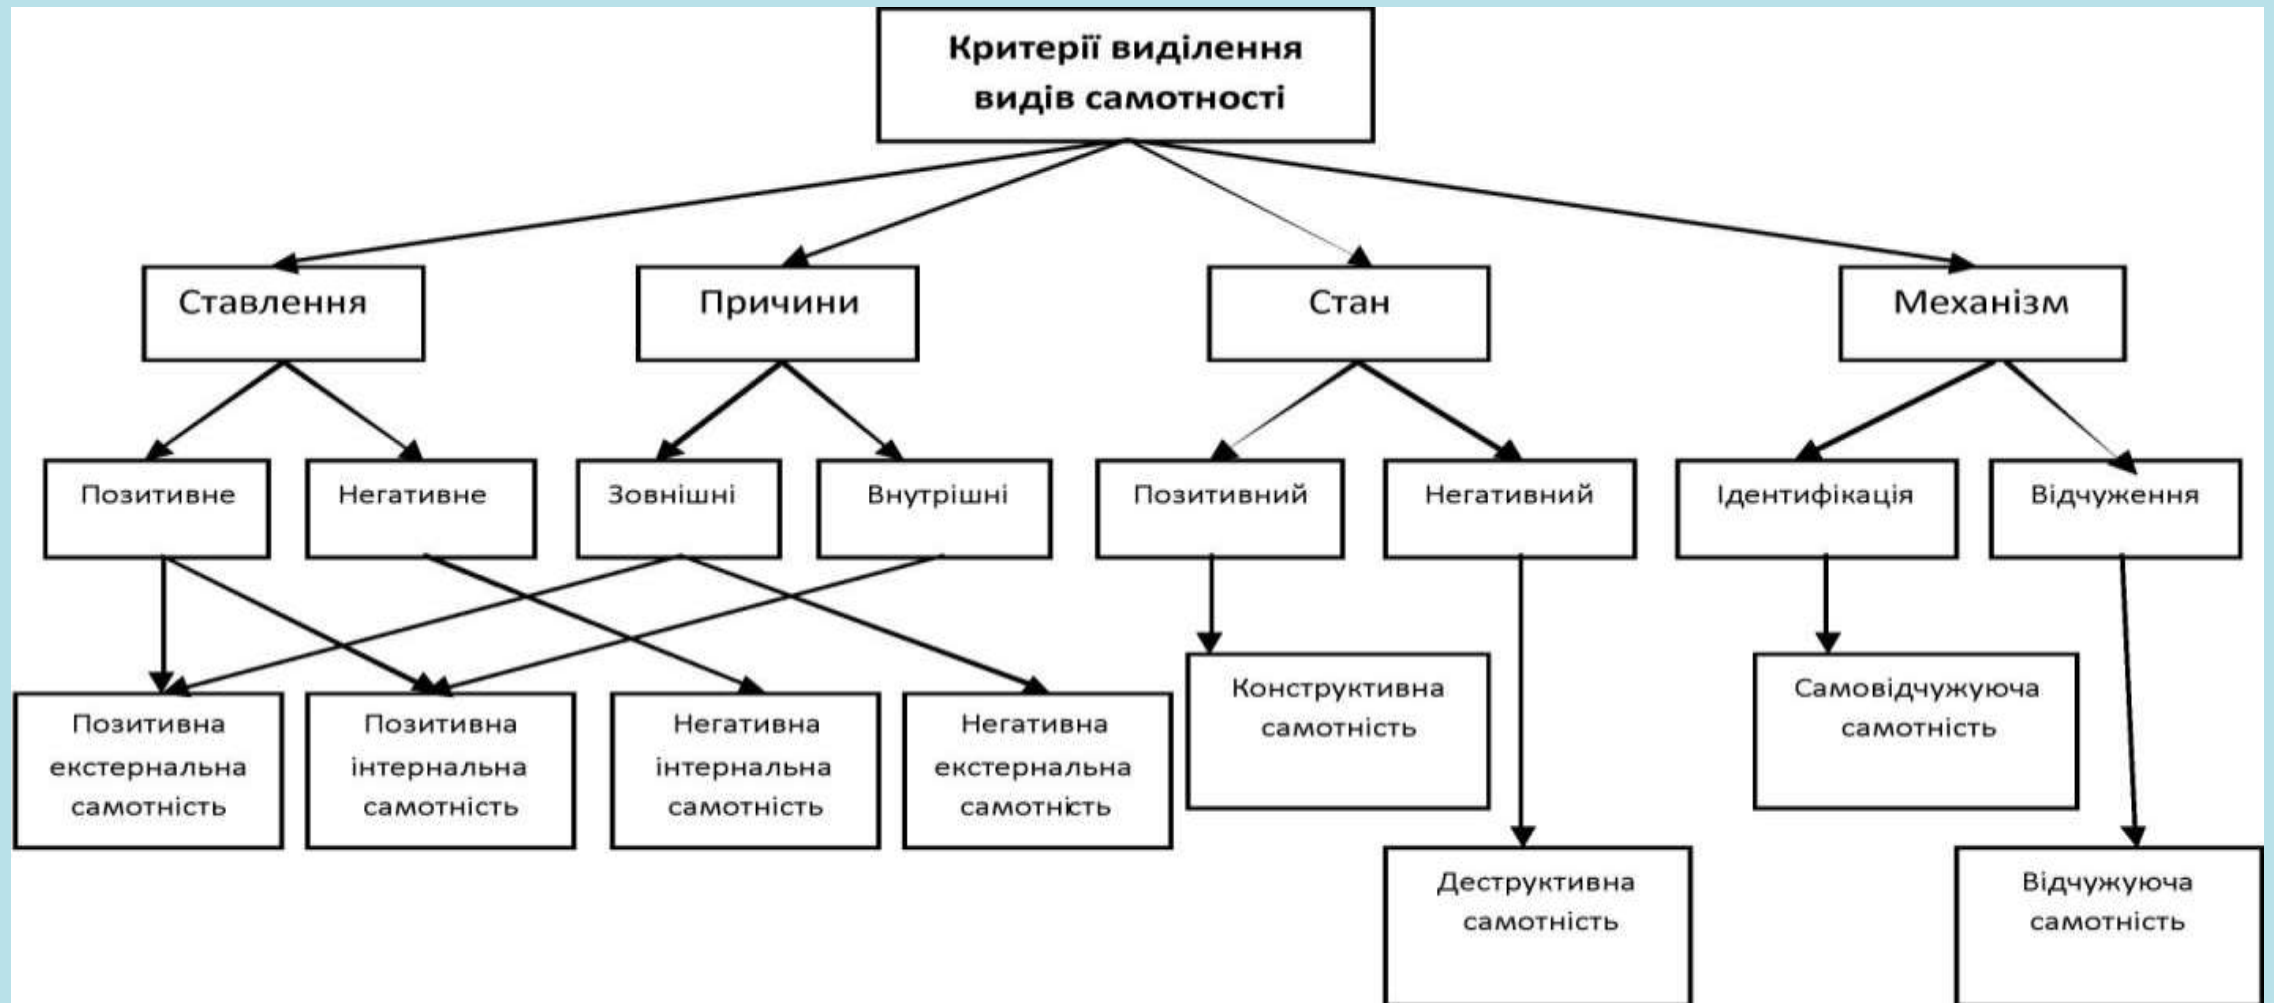 Критерії виділення
видів самотності
Ставлення
Причини
Стан
Механізм
Позитивне
Негативне
Зовнішні
Внутрішні
Позитивний
Негативний
Ідентифікація
Відчуження
Позитивна
екстернальна
самотність
Позитивна
інтернальна
самотність
Негативна
інтернальна
самотність
Негативна
екстернальна
самотність
Конструктивна
самотність
Самовідчужуюча
самотність
Деструктивна
самотність
Відчужуюча
самотність